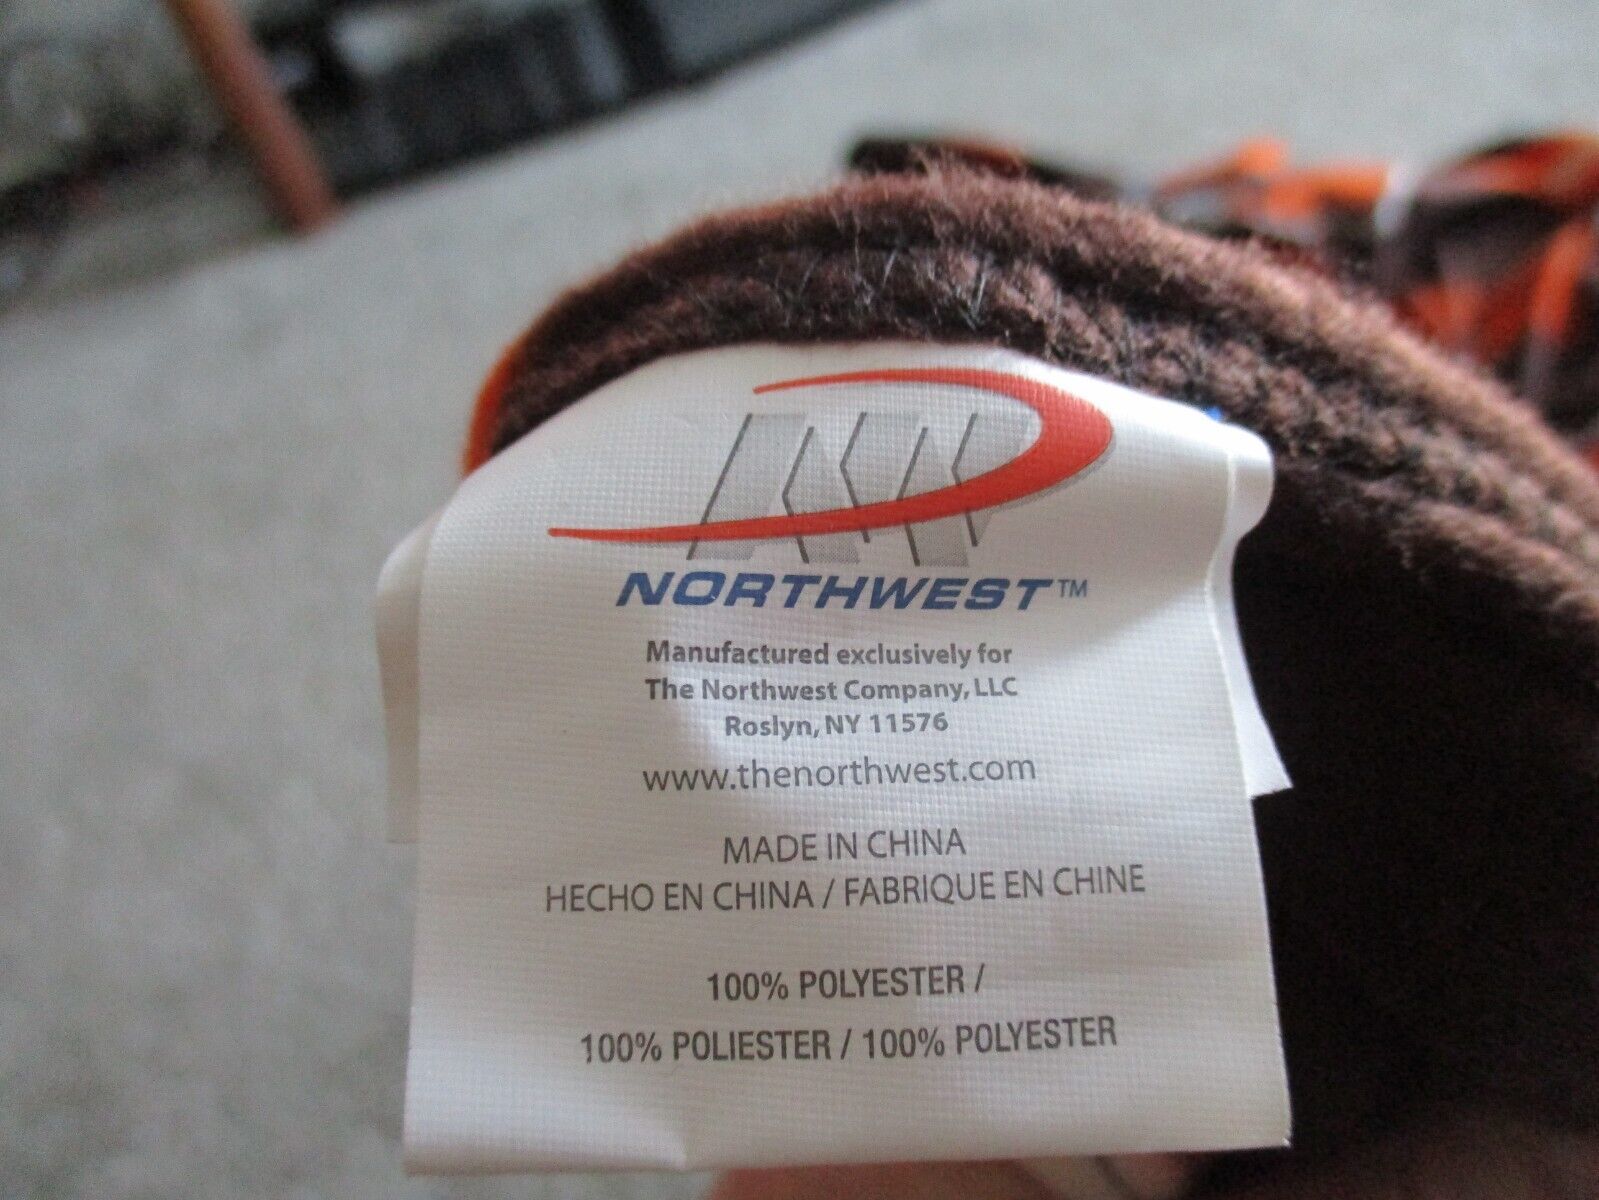 NORTHWEST™
Manufactured exclusively for
The Northwest Company, LLC
Roslyn, NY 11576
www.thenorthwest.com
MADE IN CHINA
HECHO EN CHINA / FABRIQUE EN CHINE
100% POLYESTER /
100% POLIESTER / 100% POLYESTER